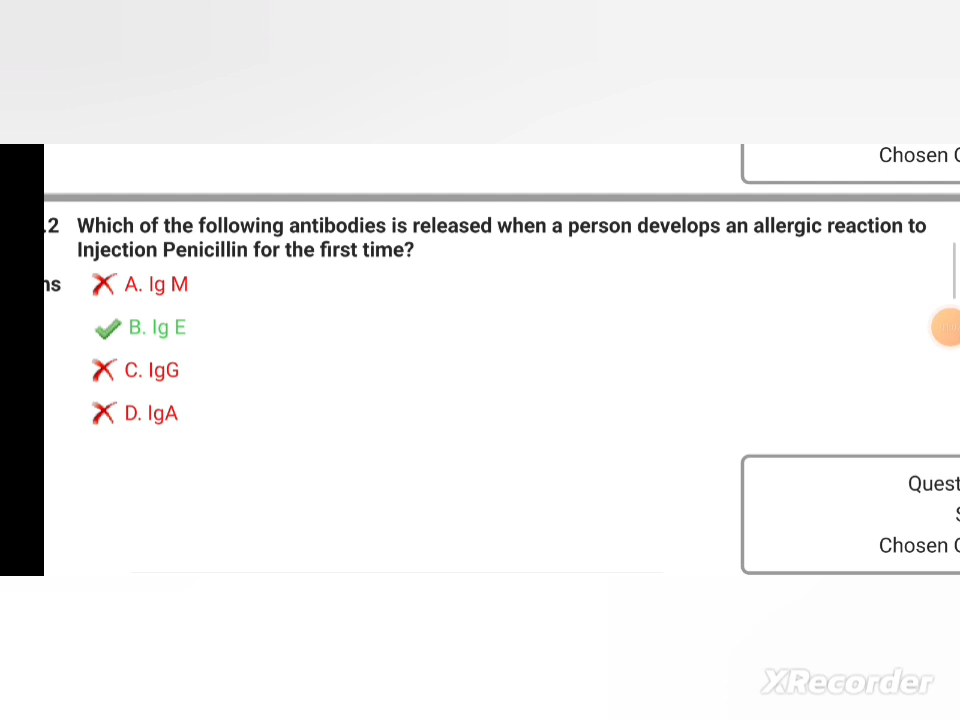 Chosen
.2 Which of the following antibodies is released when a person develops an allergic reaction to
Injection Penicillin for the first time?
ns A. Ig M
B. Ig E
C. IgG
D. IgA
Quest
Chosen
XRecorder